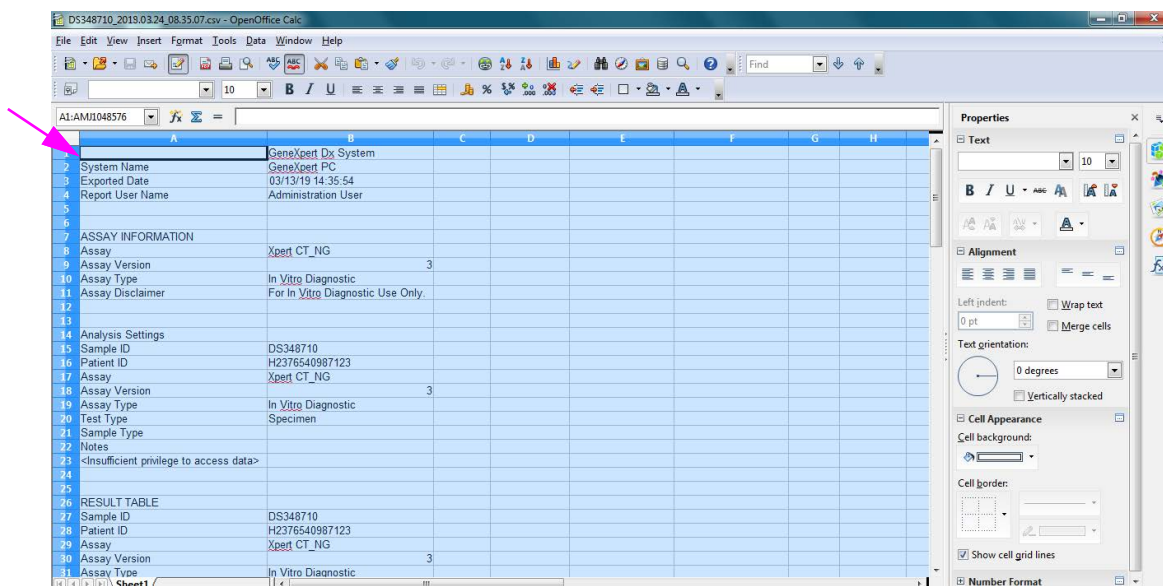 DS348710_2019.03.24_08.35.07.csv - OpenOffice Calc
File Edit View Insert Format Tools Data Window Help
Find
10 B I U
A1:AMJ1048576 fx Σ =
A B C D E F G H
1 GeneXpert Dx System
2 System Name GeneXpert PC
3 Exported Date 03/13/19 14:35:54
4 Report User Name Administration User
5
6
7 ASSAY INFORMATION
8 Assay Xpert CT_NG
9 Assay Version 3
10 Assay Type In Vitro Diagnostic
11 Assay Disclaimer For In Vitro Diagnostic Use Only.
12
13
14 Analysis Settings
15 Sample ID DS348710
16 Patient ID H2376540987123
17 Assay Xpert CT_NG
18 Assay Version 3
19 Assay Type In Vitro Diagnostic
20 Test Type Specimen
21 Sample Type
22 Notes
23 <Insufficient privilege to access data>
24
25
26 RESULT TABLE
27 Sample ID DS348710
28 Patient ID H2376540987123
29 Assay Xpert CT_NG
30 Assay Version 3
31 Assay Type In Vitro Diagnostic
Sheet1
Properties
Text
10
B I U ABC
Alignment
Left indent: Wrap text
0 pt Merge cells
Text orientation:
0 degrees
Vertically stacked
Cell Appearance
Cell background:
Cell border:
Show cell grid lines
Number Format